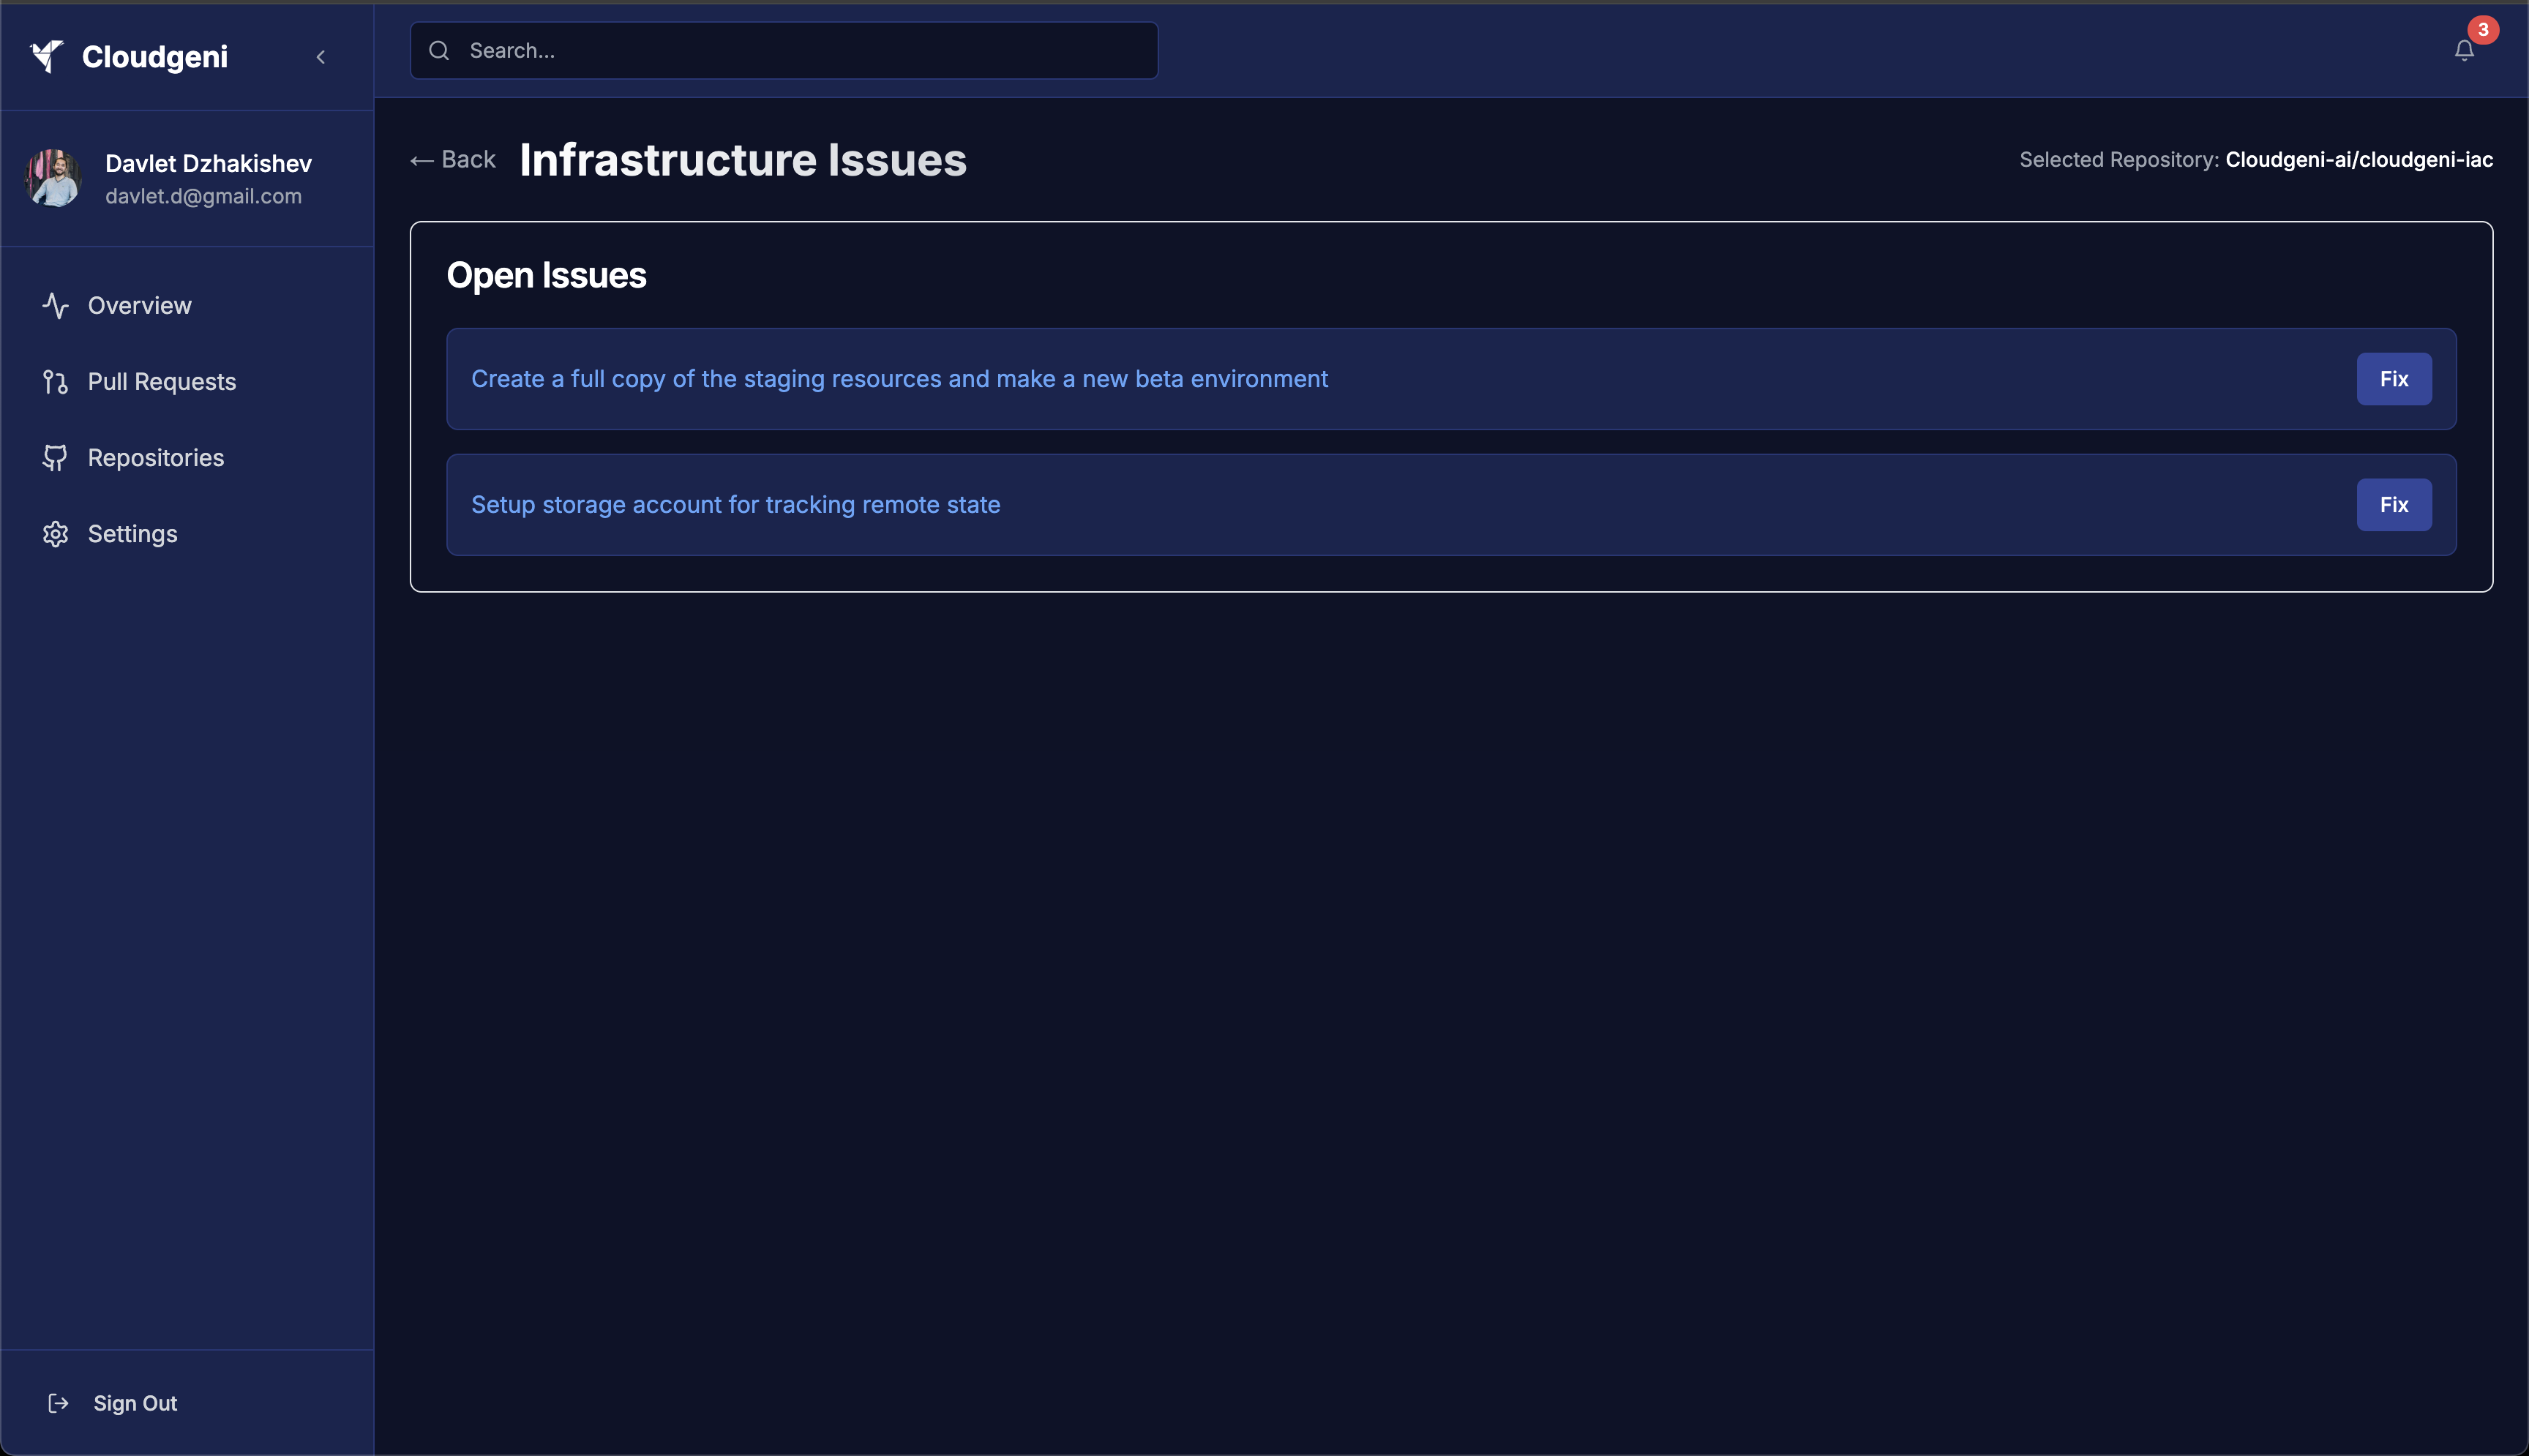 Cloudgeni
Search...
3
Davlet Dzhakishev
davlet.d@gmail.com
Overview
Pull Requests
Repositories
Settings
Sign Out
Back
Infrastructure Issues
Selected Repository: Cloudgeni-ai/cloudgeni-iac
Open Issues
Create a full copy of the staging resources and make a new beta environment
Fix
Setup storage account for tracking remote state
Fix